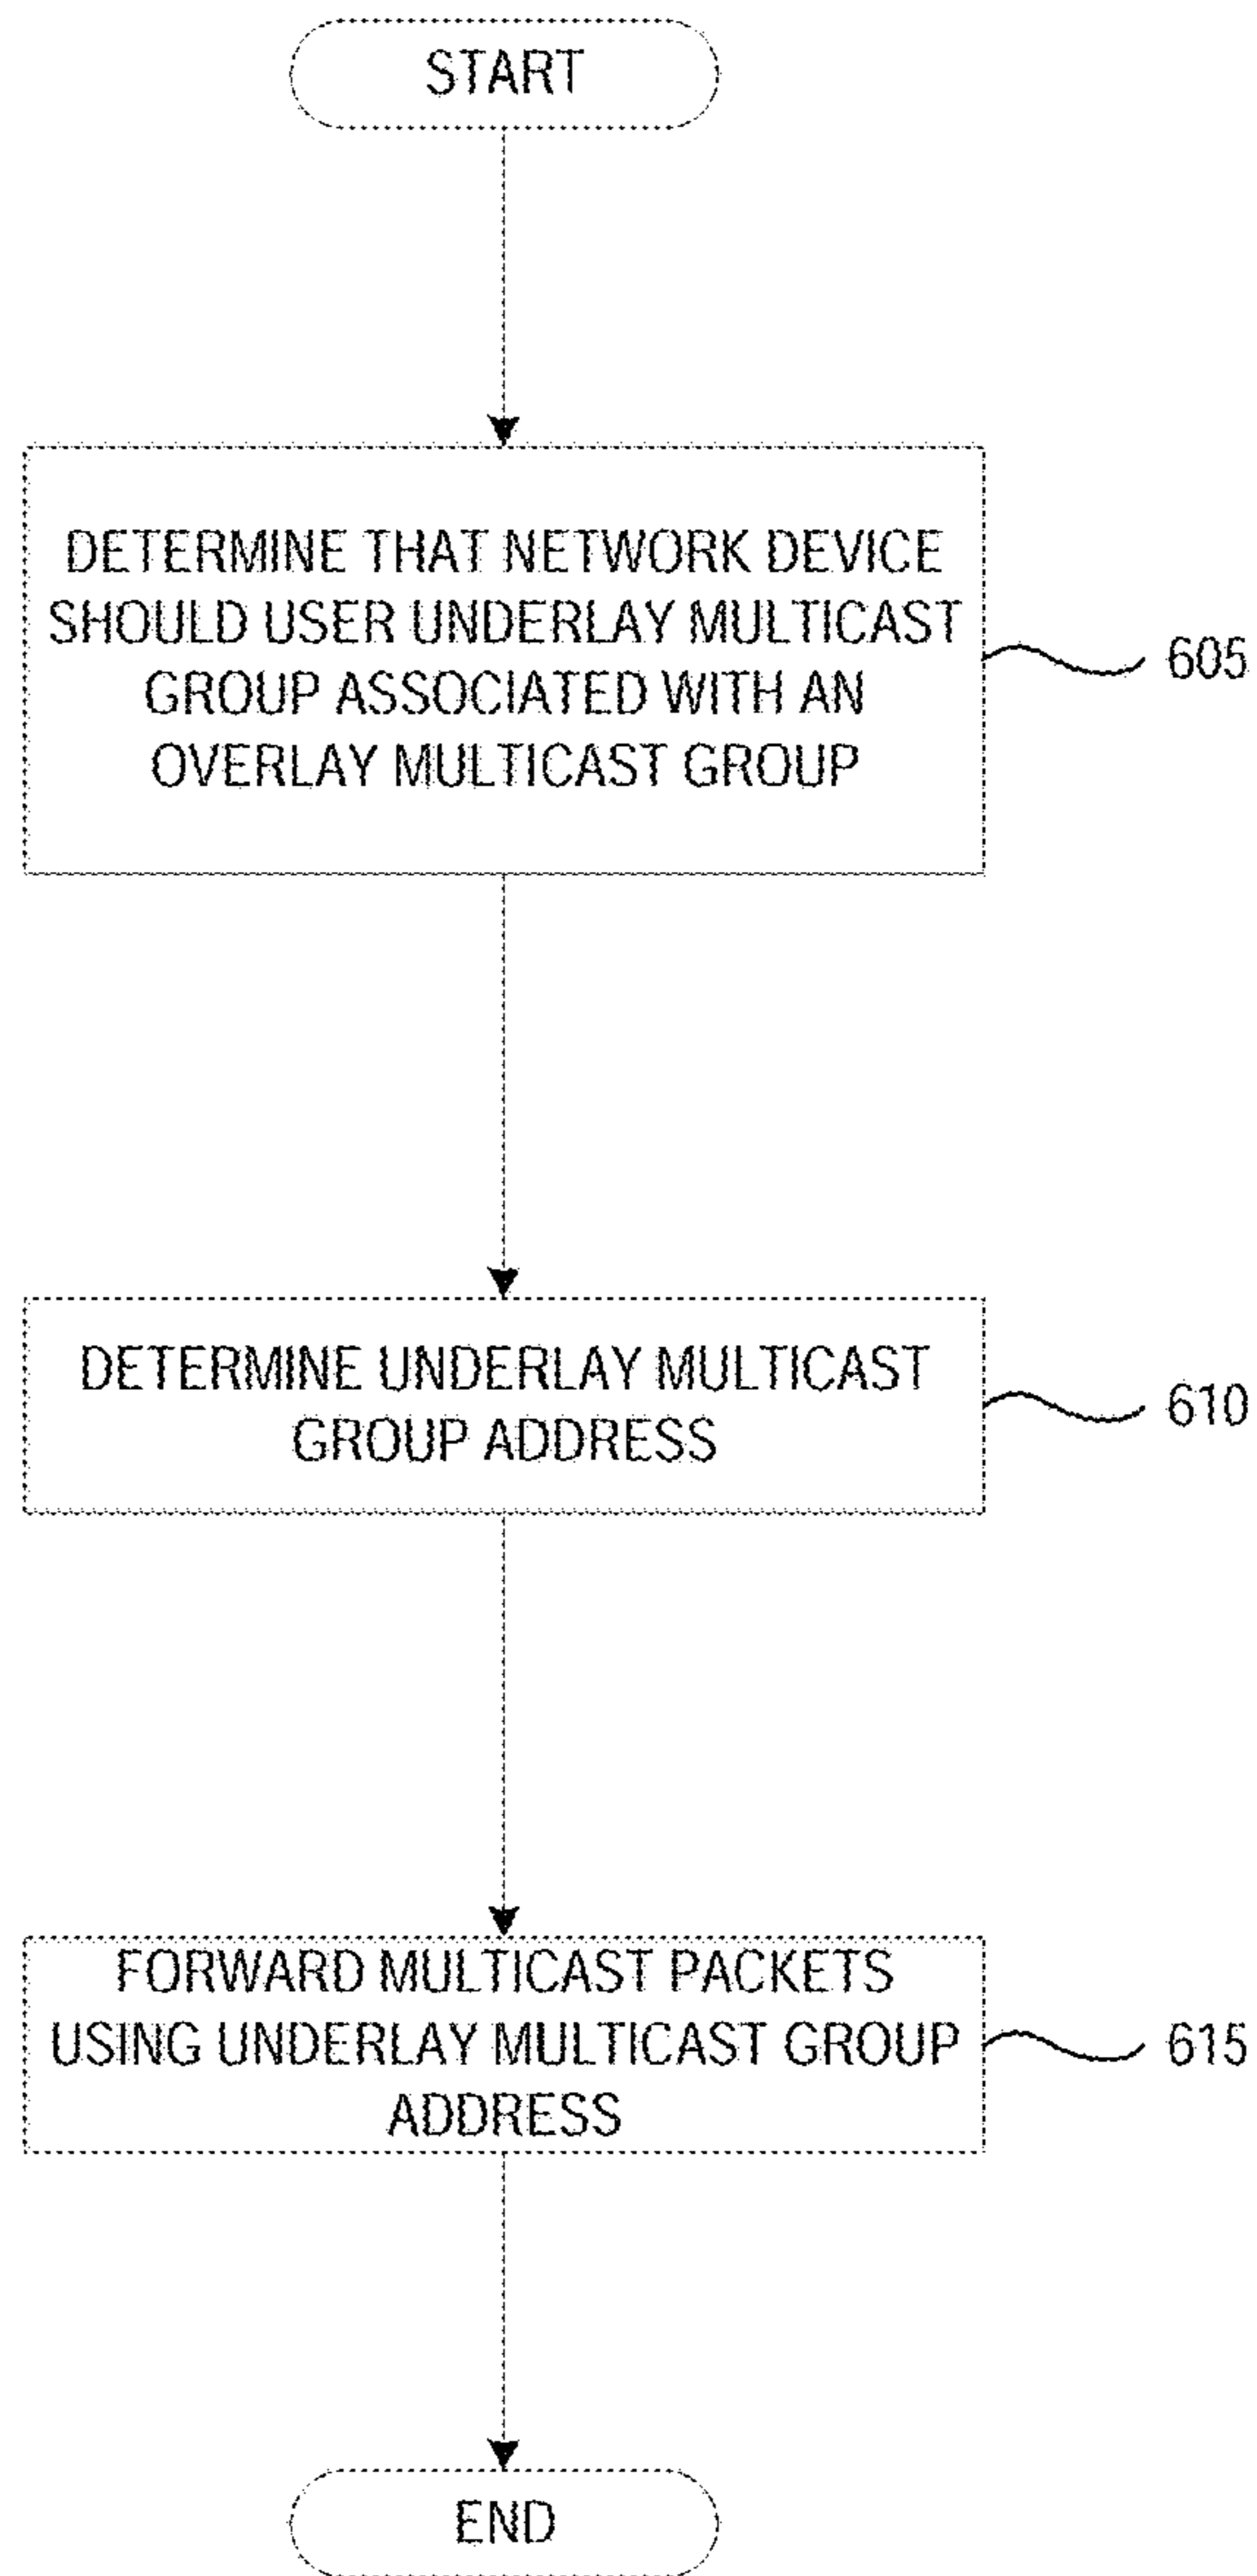 START
DETERMINE THAT NETWORK DEVICE
SHOULD USER UNDERLAY MULTICAST
GROUP ASSOCIATED WITH AN
OVERLAY MULTICAST GROUP
605
DETERMINE UNDERLAY MULTICAST
GROUP ADDRESS
610
FORWARD MULTICAST PACKETS
USING UNDERLAY MULTICAST GROUP
ADDRESS
615
END